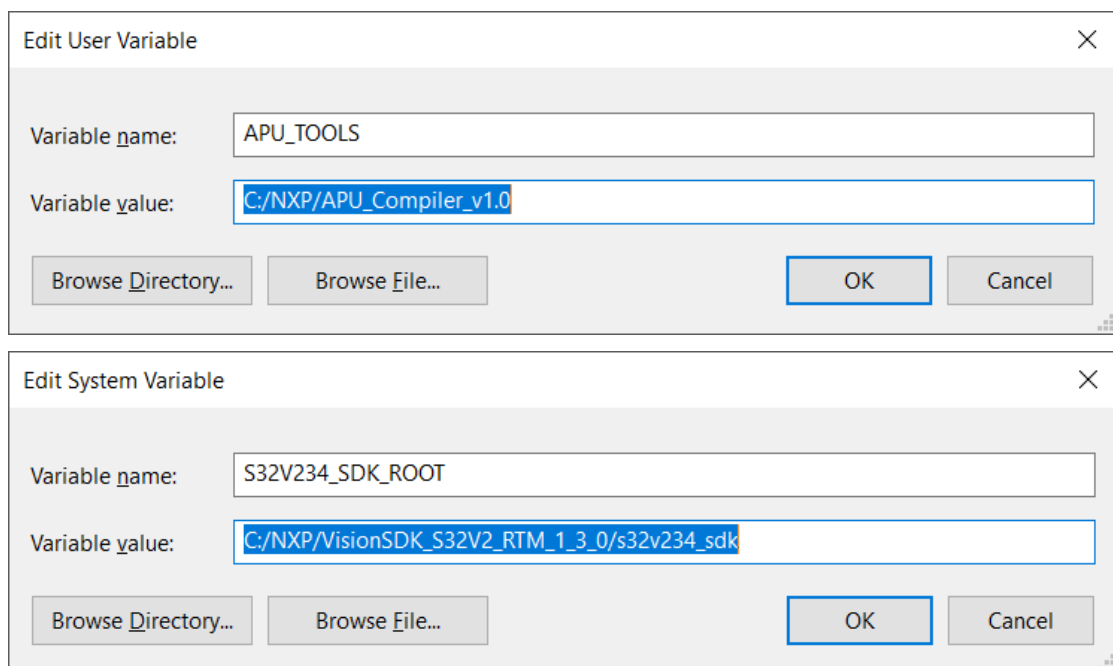 Edit User Variable
Variable name: APU_TOOLS
Variable value: C:/NXP/APU_Compiler_v1.0
Browse Directory... Browse File... OK Cancel
Edit System Variable
Variable name: S32V234_SDK_ROOT
Variable value: C:/NXP/VisionSDK_S32V2_RTM_1_3_0/s32v234_sdk
Browse Directory... Browse File... OK Cancel